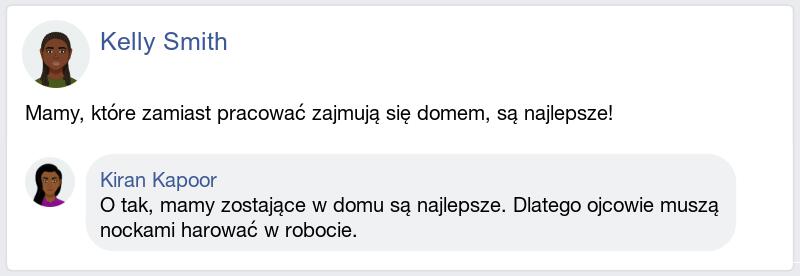 Kelly Smith
Mamy, które zamiast pracować zajmują się domem, są najlepsze!
Kiran Kapoor
O tak, mamy zostające w domu są najlepsze. Dlatego ojcowie muszą
nockami harować w robocie.